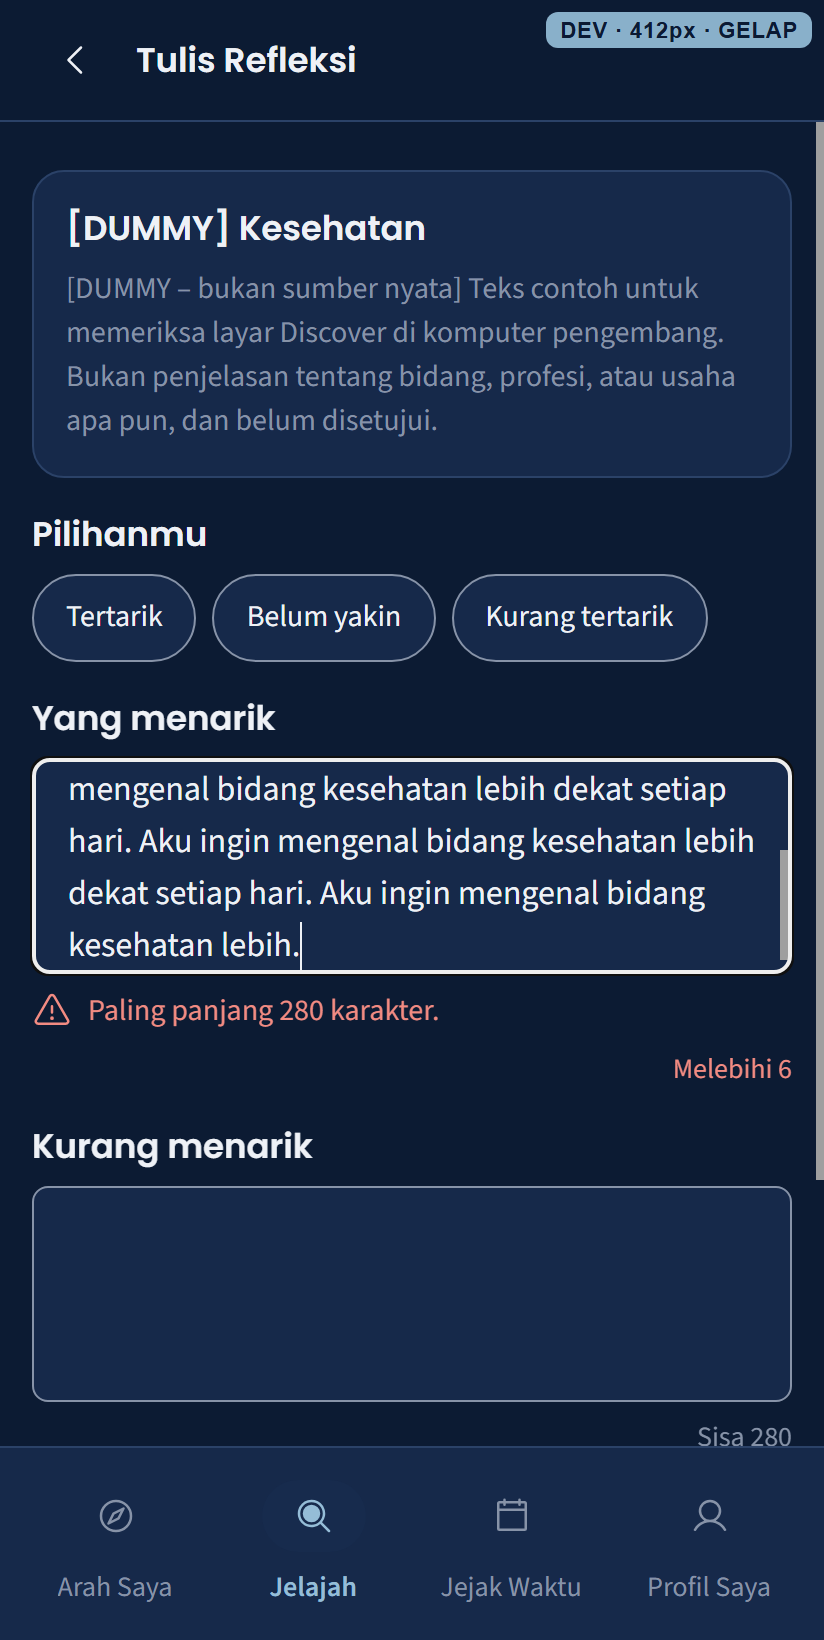 Tulis Refleksi
DEV · 412px · GELAP
[DUMMY] Kesehatan
[DUMMY – bukan sumber nyata] Teks contoh untuk
memeriksa layar Discover di komputer pengembang.
Bukan penjelasan tentang bidang, profesi, atau usaha
apa pun, dan belum disetujui.
Pilihanmu
Tertarik
Belum yakin
Kurang tertarik
Yang menarik
mengenal bidang kesehatan lebih dekat setiap
hari. Aku ingin mengenal bidang kesehatan lebih
dekat setiap hari. Aku ingin mengenal bidang
kesehatan lebih.
Paling panjang 280 karakter.
Melebihi 6
Kurang menarik
Sisa 280
Arah Saya
Jelajah
Jejak Waktu
Profil Saya